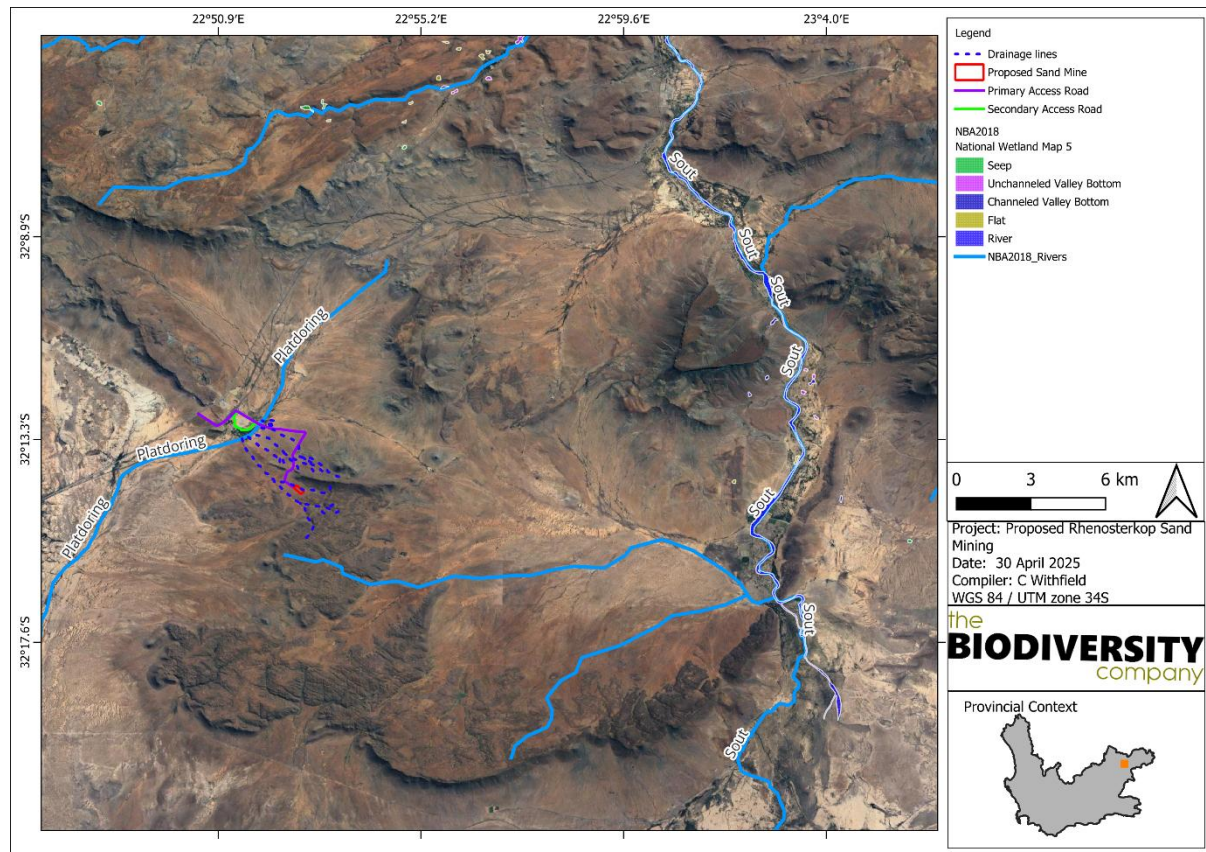 22°50.9'E
22°55.2'E
22°59.6'E
23°4.0'E
32°8.9'S
32°13.3'S
32°17.6'S
Sout
Sout
Sout
Sout
Sout
Sout
Sout
Platdoring
Platdoring
Platdoring
Legend
Drainage lines
Proposed Sand Mine
Primary Access Road
Secondary Access Road
NBA2018
National Wetland Map 5
Seep
Unchanneled Valley Bottom
Channeled Valley Bottom
Flat
River
NBA2018_Rivers
0 3 6 km
Project: Proposed Rhenosterkop Sand
Mining
Date: 30 April 2025
Compiler: C Withfield
WGS 84 / UTM zone 34S
the
BIODIVERSITY
company
Provincial Context